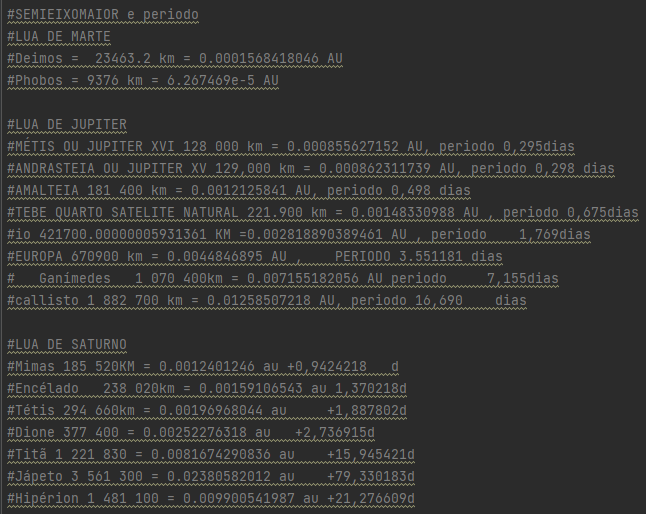 #SEMIEIXOMAIOR e periodo
#LUA DE MARTE
#Deimos =  23463.2 km = 0.0001568418046 AU
#Phobos = 9376 km = 6.267469e-5 AU
#LUA DE JUPITER
#MÉTIS OU JUPITER XVI 128 000 km = 0.000855627152 AU, periodo 0,295dias
#ANDRASTEIA OU JUPITER XV 129,000 km = 0.000862311739 AU, periodo 0,298 dias
#AMALTEIA 181 400 km = 0.0012125841 AU, periodo 0,498 dias
#TEBE QUARTO SATELITE NATURAL 221.900 km = 0.00148330988 AU , periodo 0,675dias
#io 421700.00000005931361 KM =0.002818890389461 AU , periodo    1,769dias
#EUROPA 670900 km = 0.0044846895 AU ,    PERIODO 3.551181 dias
#   Ganímedes   1 070 400km = 0.007155182056 AU periodo     7,155dias
#callisto 1 882 700 km = 0.01258507218 AU, periodo 16,690    dias
#LUA DE SATURNO
#Mimas 185 520KM = 0.0012401246 au +0,9424218   d
#Encélado   238 020km = 0.00159106543 au 1,370218d
#Tétis 294 660km = 0.00196968044 au     +1,887802d
#Dione 377 400 = 0.00252276318 au   +2,736915d
#Titã 1 221 830 = 0.0081674290836 au    +15,945421d
#Jápeto 3 561 300 = 0.02380582012 au    +79,330183d
#Hipérion 1 481 100 = 0.009900541987 au +21,276609d